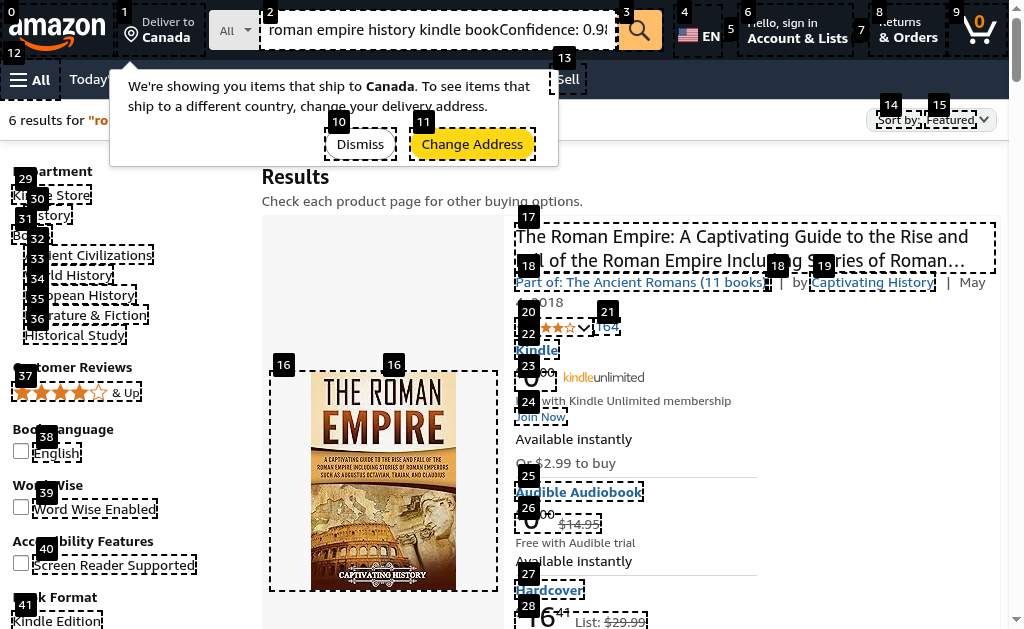 0
1
2
3
4
5
6
7
8
9
amazon
Deliver to
Canada
All
roman empire history kindle bookConfidence: 0.98
EN
Hello, sign in
Account & Lists
Returns
& Orders
0
12
13
All
Today'
Sell
We're showing you items that ship to Canada. To see items that
ship to a different country, change your delivery address.
10
11
Dismiss
Change Address
6 results for "ro
14
15
Sort by:
Featured
Results
Check each product page for other buying options.
Department
29
Kindle Store
30
History
31
Books
32
Ancient Civilizations
33
World History
34
European History
35
Literature & Fiction
36
Historical Study
Customer Reviews
37
& Up
Book Language
38
English
Word Wise
39
Word Wise Enabled
Accessibility Features
40
Screen Reader Supported
Book Format
41
Kindle Edition
16
16
THE ROMAN
EMPIRE
A CAPTIVATING GUIDE TO THE RISE AND FALL OF THE
ROMAN EMPIRE INCLUDING STORIES OF ROMAN EMPERORS
SUCH AS AUGUSTUS OCTAVIAN, TRAJAN, AND CLAUDIUS
CAPTIVATING HISTORY
17
The Roman Empire: A Captivating Guide to the Rise and
Fall of the Roman Empire Including Stories of Roman…
18
18
19
Part of: The Ancient Romans (11 books)
| by Captivating History | May
4, 2018
20
21
164
22
Kindle
23
0 00
kindleunlimited
Free with Kindle Unlimited membership
24
Join Now
Available instantly
Or $2.99 to buy
25
Audible Audiobook
26
0 00 $14.95
Free with Audible trial
Available instantly
27
Hardcover
28
16 41 List: $29.99